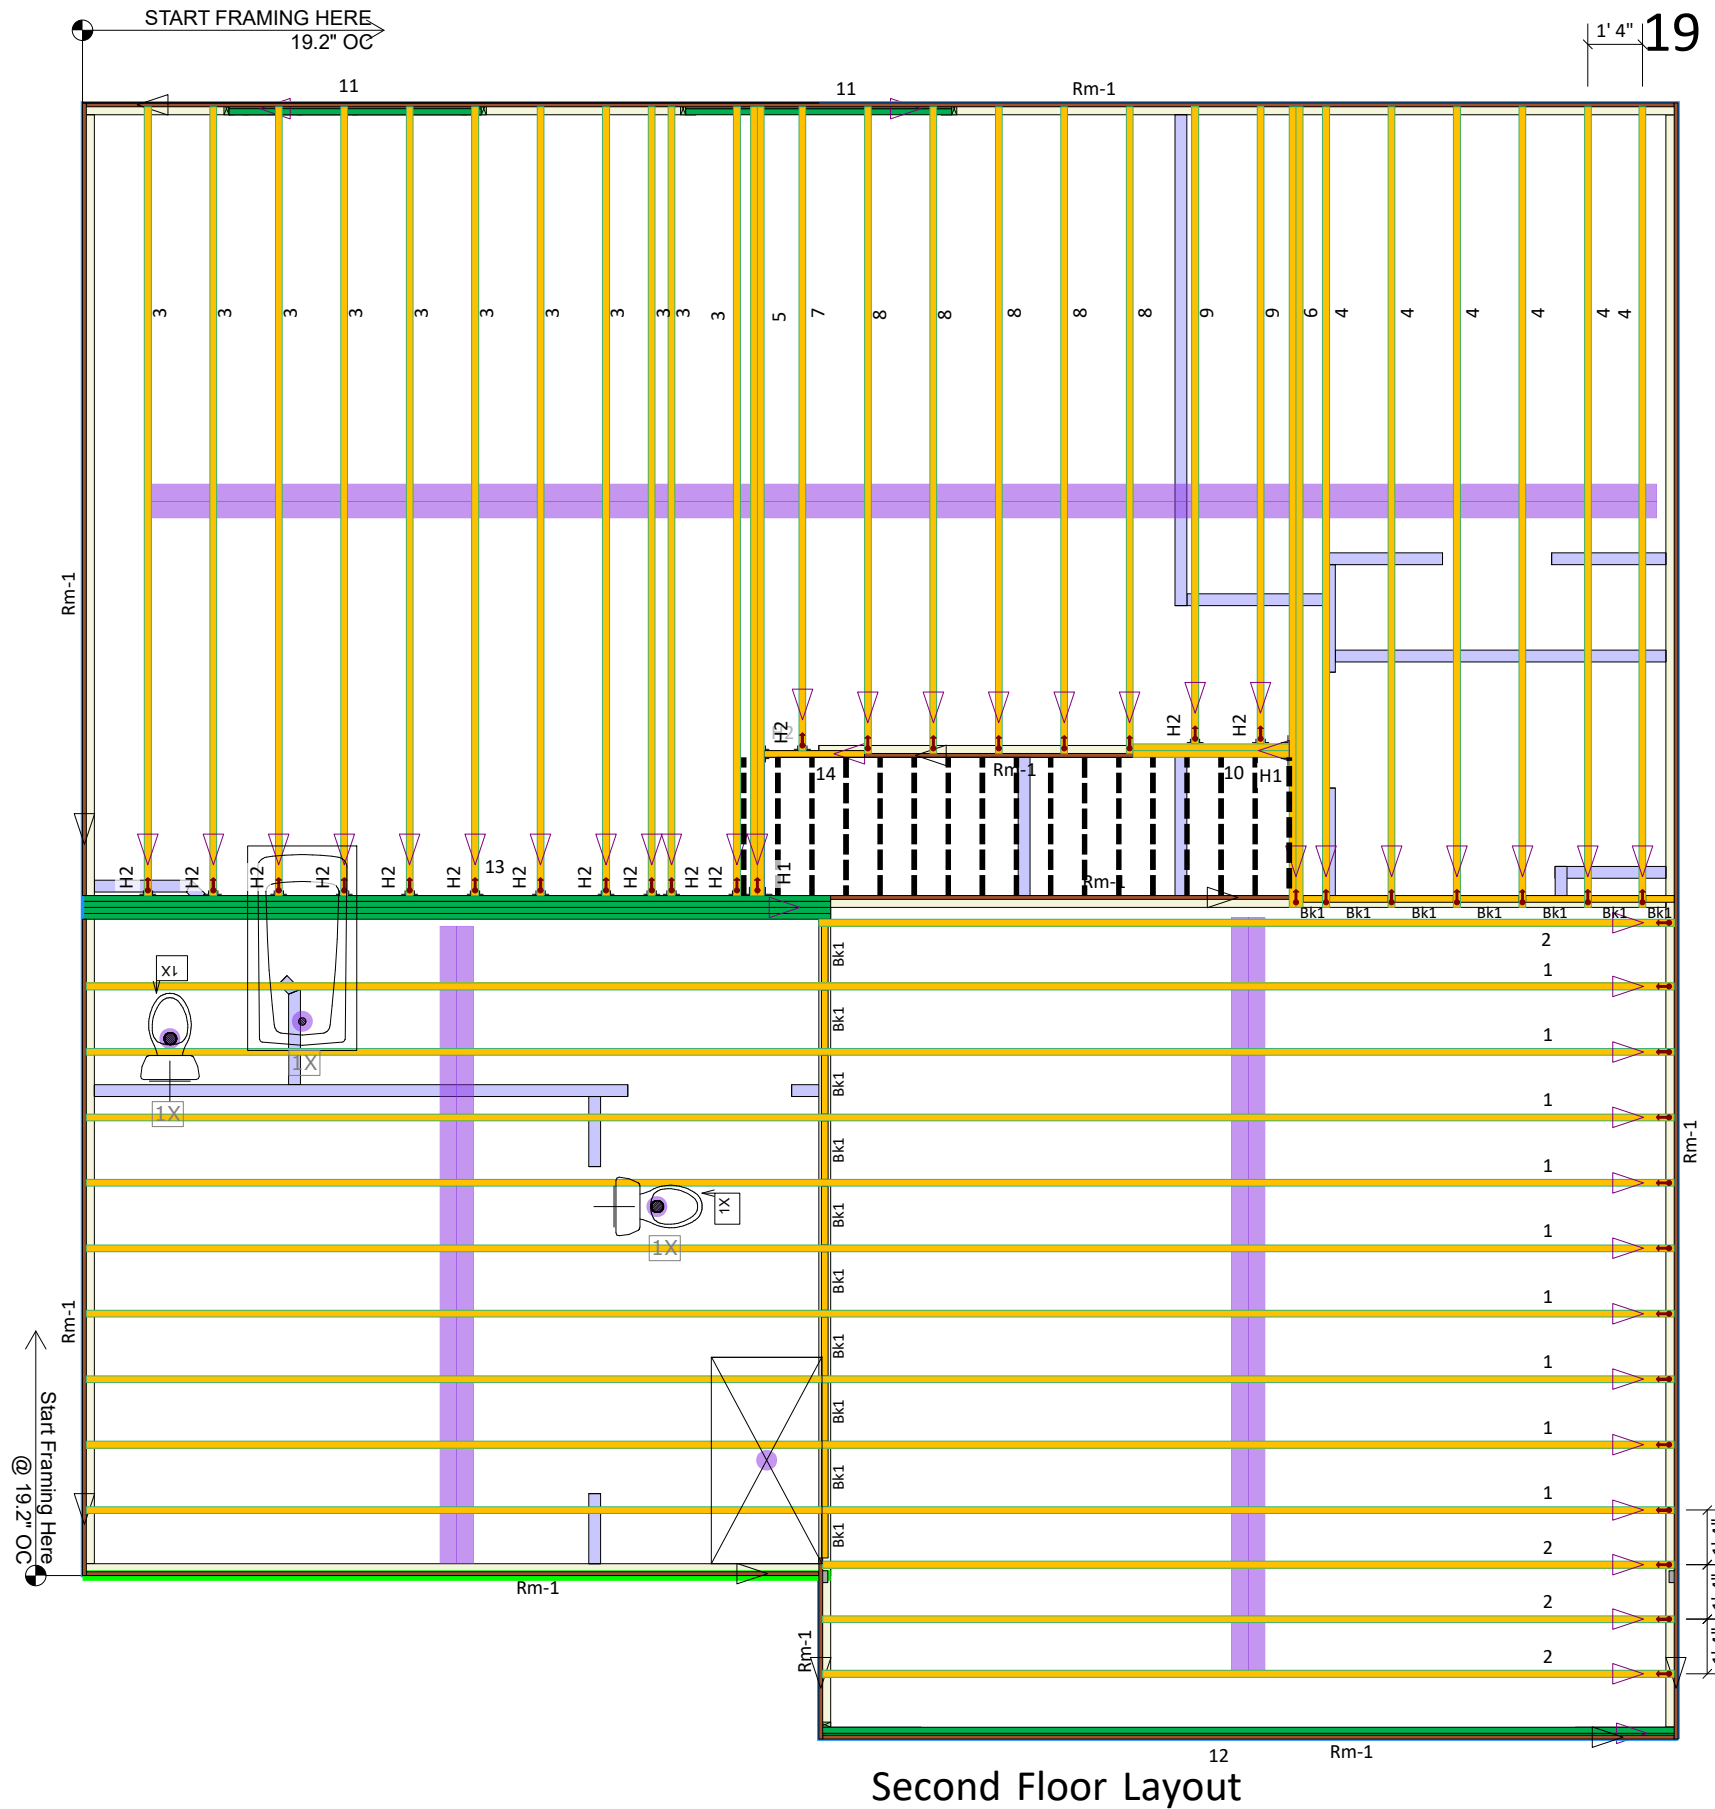 START FRAMING HERE
19.2" OC
1' 4"
19
11
11
Rm-1
3
3
3
3
3
3
3
3
3
3
3
5
7
8
8
8
8
8
9
9
6
4
4
4
4
4
4
Rm-1
H2
H2
H2
14
Rm-1
10
H1
H2
H2
H2
H2
H2
H2
13
H2
H2
H2
H2
H2
H1
Rm-1
Bk1
Bk1
Bk1
Bk1
Bk1
Bk1
Bk1
2
Bk1
1
1X
Bk1
1
1X
Bk1
1X
1
Bk1
Rm-1
1
1X
Bk1
1
1X
Bk1
1
Rm-1
Bk1
1
Bk1
1
Bk1
1
Start Framing Here
@ 19.2" OC
Bk1
2
Rm-1
2
Rm-1
2
12
Rm-1
Second Floor Layout